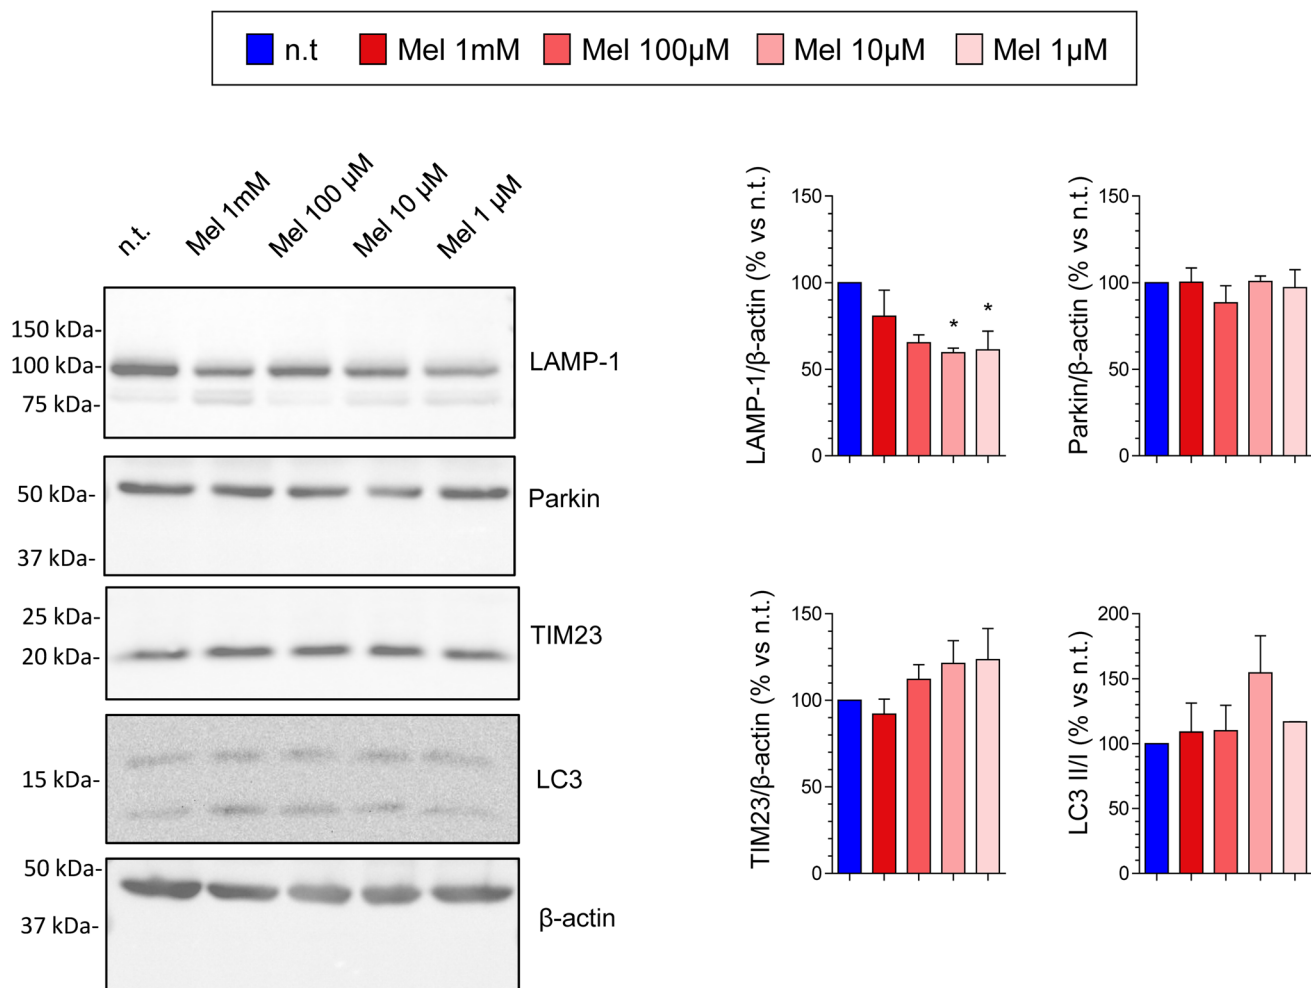 n.t Mel 1mM Mel 100μM Mel 10μM Mel 1μM
n.t. Mel 1mM Mel 100 μM Mel 10 μM Mel 1 μM
150 kDa-
100 kDa-
75 kDa-
LAMP-1
50 kDa-
37 kDa-
Parkin
25 kDa-
20 kDa-
TIM23
15 kDa-
LC3
50 kDa-
37 kDa-
β-actin
LAMP-1/β-actin (% vs n.t.)
150
100
50
0
* *
Parkin/β-actin (% vs n.t.)
150
100
50
0
TIM23/β-actin (% vs n.t.)
150
100
50
0
LC3 II/I (% vs n.t.)
200
150
100
50
0